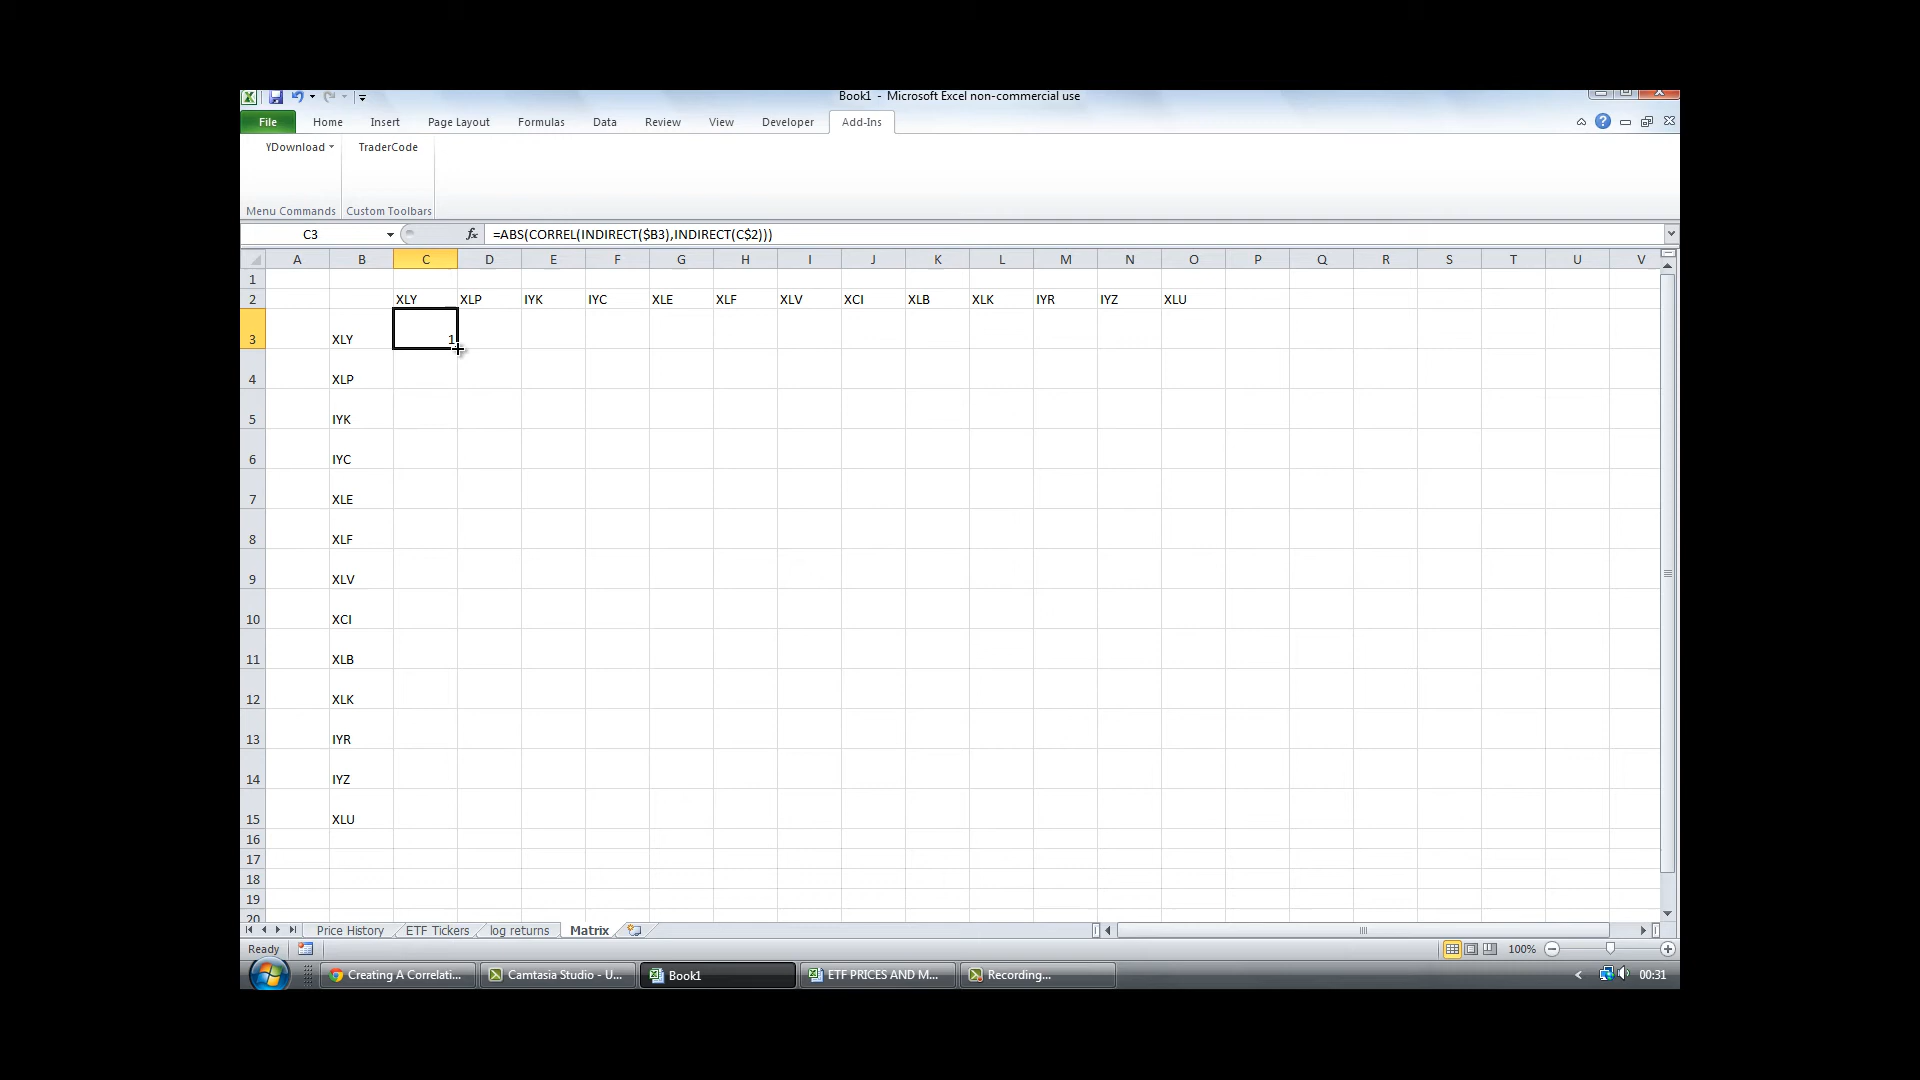 Book1 - Microsoft Excel non-commercial use
File Home Insert Page Layout Formulas Data Review View Developer Add-Ins
YDownload TraderCode
Menu Commands Custom Toolbars
C3 fx =ABS(CORREL(INDIRECT($B3),INDIRECT(C$2)))
A B C D E F G H I J K L M N O P Q R S T U V
1
2 XLY XLP IYK IYC XLE XLF XLV XCI XLB XLK IYR IYZ XLU
3 XLY 1
4 XLP
5 IYK
6 IYC
7 XLE
8 XLF
9 XLV
10 XCI
11 XLB
12 XLK
13 IYR
14 IYZ
15 XLU
16
17
18
19
20
Price History ETF Tickers log returns Matrix
Ready 100%
Creating A Correlati... Camtasia Studio - U... Book1 ETF PRICES AND M... Recording... 00:31